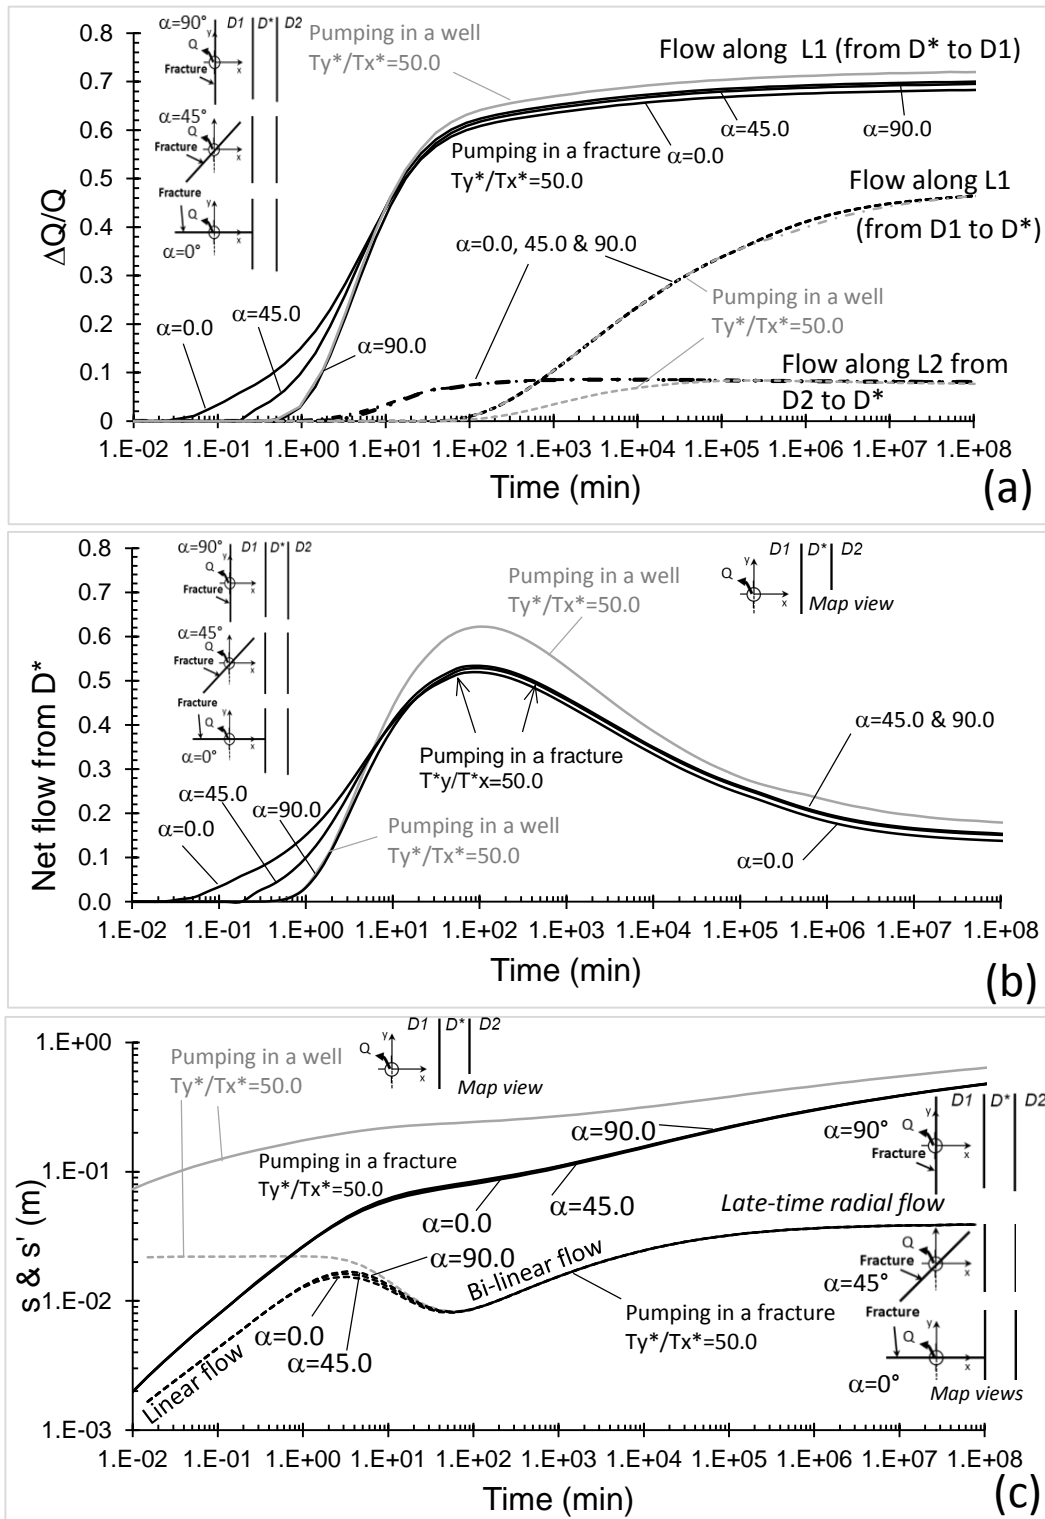 0.8
0.7
0.6
0.5
0.4
0.3
0.2
0.1
0
ΔQ/Q
α=90° D1 D* D2
Q
y
x
Fracture
α=45°
Q
x
Fracture
Fracture
Q
x
α=0°
Pumping in a well
Ty*/Tx*=50.0
Flow along L1 (from D* to D1)
α=45.0
α=90.0
Pumping in a fracture
α=0.0
Ty*/Tx*=50.0
Flow along L1
(from D1 to D*)
α=0.0, 45.0 & 90.0
Pumping in a well
Ty*/Tx*=50.0
α=0.0
α=45.0
α=90.0
Flow along L2 from
D2 to D*
1.E-02 1.E-01 1.E+00 1.E+01 1.E+02 1.E+03 1.E+04 1.E+05 1.E+06 1.E+07 1.E+08
Time (min)
(a)
0.8
0.7
0.6
0.5
0.4
0.3
0.2
0.1
0.0
Net flow from D*
α=90° D1 D* D2
Q
y
x
Fracture
α=45°
Q
x
Fracture
Fracture
Q
x
α=0°
Pumping in a well
Ty*/Tx*=50.0
D1 D* D2
Q
y
x
Map view
α=45.0 & 90.0
Pumping in a fracture
T*y/T*x=50.0
α=45.0
α=90.0
α=0.0
Pumping in a well
Ty*/Tx*=50.0
α=0.0
1.E-02 1.E-01 1.E+00 1.E+01 1.E+02 1.E+03 1.E+04 1.E+05 1.E+06 1.E+07 1.E+08
Time (min)
(b)
1.E+00
1.E-01
1.E-02
1.E-03
s & s' (m)
Pumping in a well
Ty*/Tx*=50.0
D1 D* D2
Q
y
x
Map view
α=90.0
Pumping in a fracture
Ty*/Tx*=50.0
α=0.0
α=45.0
D1 D* D2
α=90°
Q
y
x
Fracture
Late-time radial flow
α=90.0
Bi-linear flow
α=0.0
α=45.0
Linear flow
Pumping in a fracture
Ty*/Tx*=50.0
Q
x
Fracture
α=45°
Fracture
Q
x
α=0°
Map views
1.E-02 1.E-01 1.E+00 1.E+01 1.E+02 1.E+03 1.E+04 1.E+05 1.E+06 1.E+07 1.E+08
Time (min)
(c)